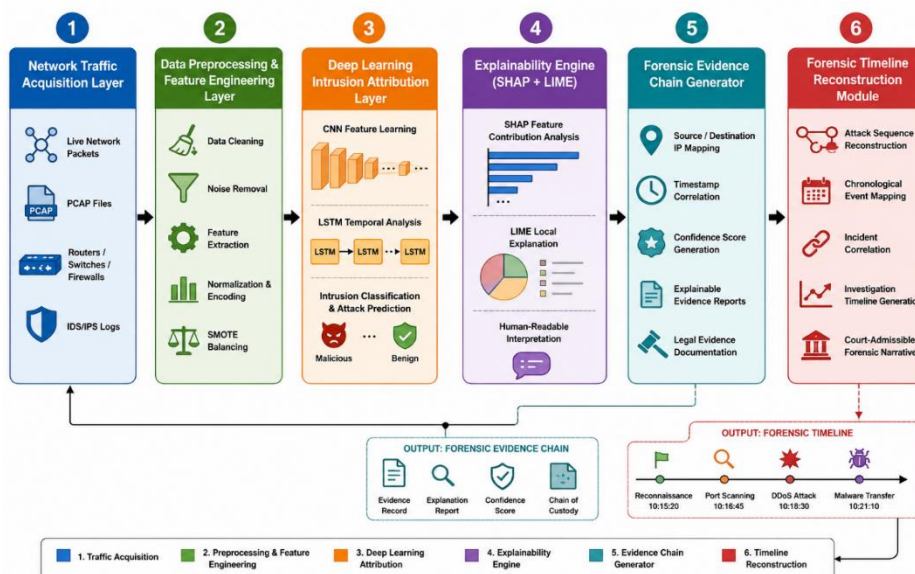 1
Network Traffic
Acquisition Layer
Live Network
Packets
PCAP
PCAP Files
Routers /
Switches /
Firewalls
IDS/IPS Logs
2
Data Preprocessing &
Feature Engineering
Layer
Data Cleaning
Noise Removal
Feature
Extraction
Normalization &
Encoding
SMOTE
Balancing
3
Deep Learning
Intrusion Attribution
Layer
CNN Feature Learning
LSTM Temporal Analysis
LSTM LSTM LSTM
Intrusion Classification
& Attack Prediction
Malicious Benign
4
Explainability Engine
(SHAP + LIME)
SHAP Feature
Contribution Analysis
LIME Local
Explanation
Human-Readable
Interpretation
5
Forensic Evidence
Chain Generator
Source / Destination
IP Mapping
Timestamp
Correlation
Confidence Score
Generation
Explainable
Evidence Reports
Legal Evidence
Documentation
6
Forensic Timeline
Reconstruction
Module
Attack Sequence
Reconstruction
Chronological
Event Mapping
Incident
Correlation
Investigation
Timeline Generatio
Court-Admissible
Forensic Narrative
OUTPUT: FORENSIC EVIDENCE CHAIN
Evidence
Record
Explanation
Report
Confidence
Score
Chain of
Custody
OUTPUT: FORENSIC TIMELINE
Reconnaissance
10:15:20
Port Scanning
10:16:45
DDoS Attack
10:18:30
Malware Transfer
10:21:10
1. Traffic Acquisition
2. Preprocessing & Feature
Engineering
3. Deep Learning
Attribution
4. Explainability
Engine
5. Evidence Chain
Generator
6. Timeline
Reconstruction